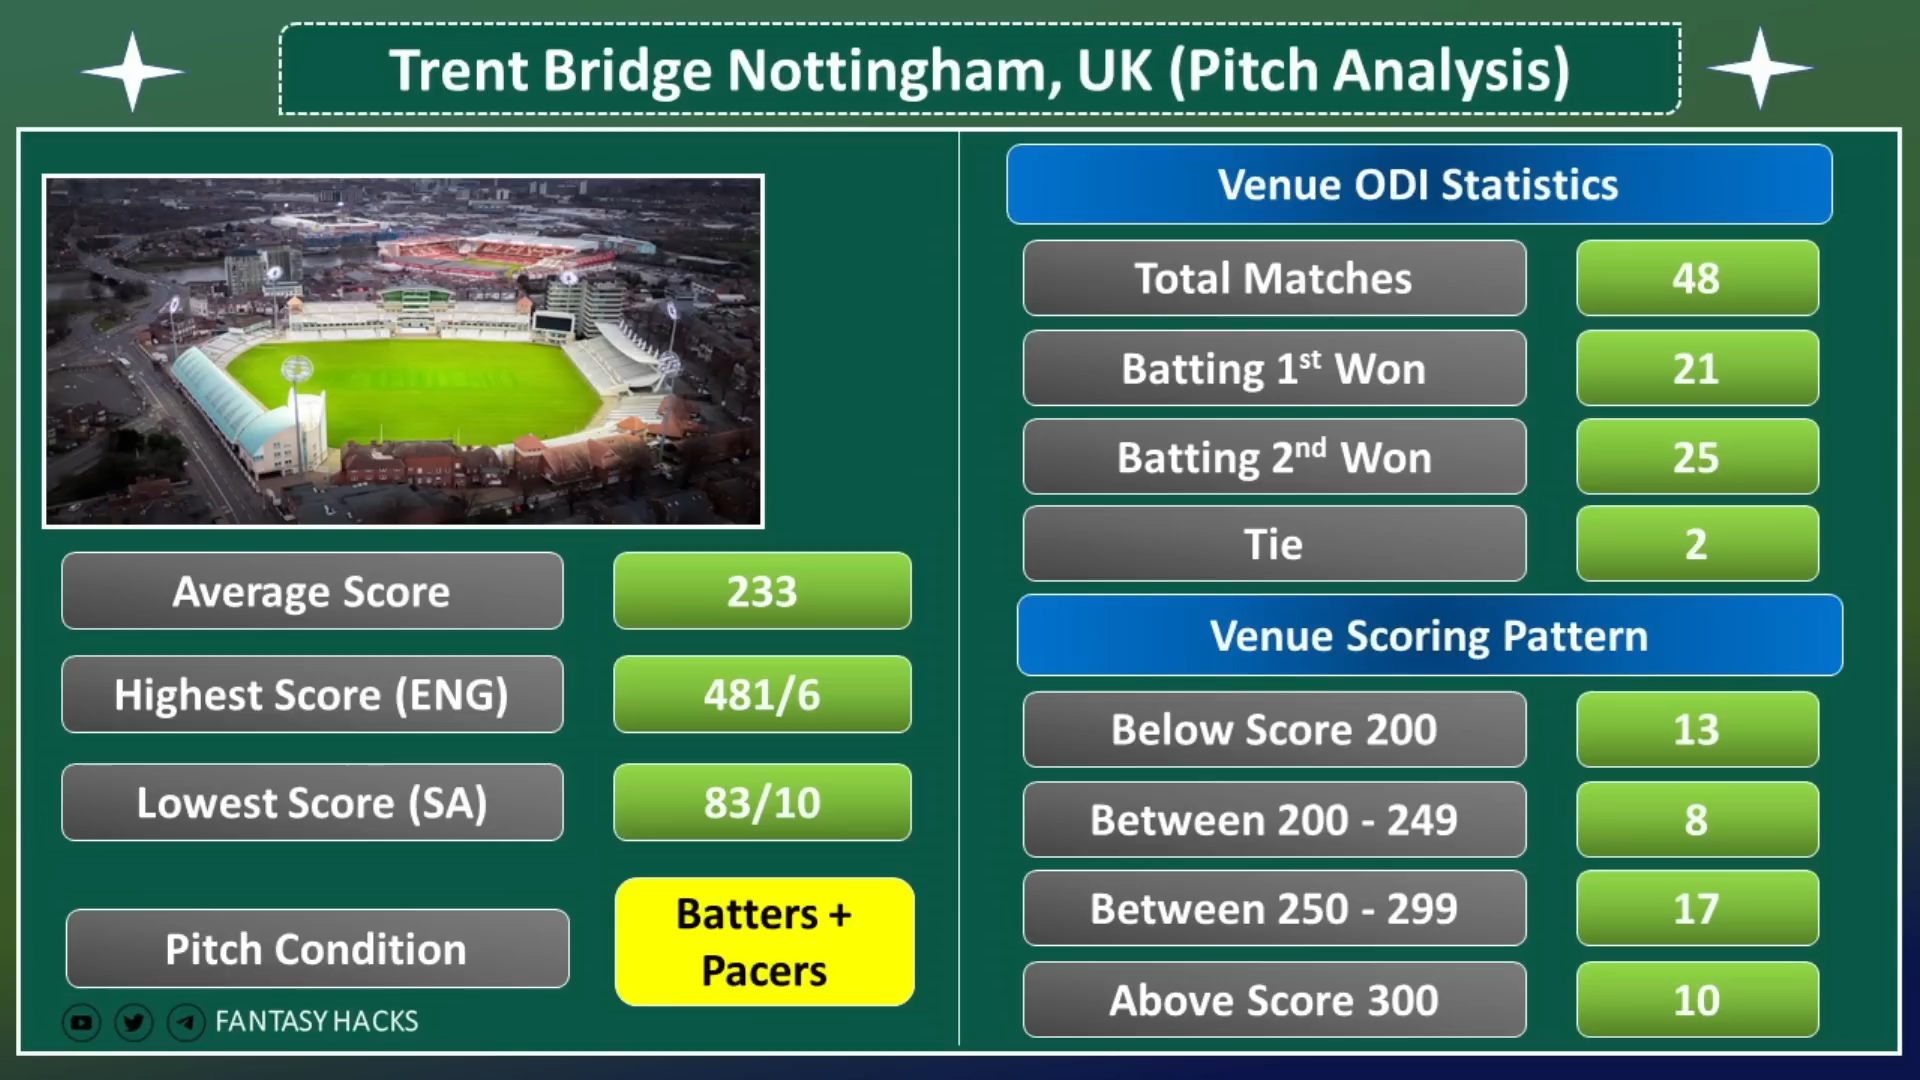 Trent Bridge Nottingham, UK (Pitch Analysis)
Average Score 233
Highest Score (ENG) 481/6
Lowest Score (SA) 83/10
Pitch Condition
Batters +
Pacers
FANTASY HACKS
Venue ODI Statistics
Total Matches 48
Batting 1st Won 21
Batting 2nd Won 25
Tie 2
Venue Scoring Pattern
Below Score 200 13
Between 200 - 249 8
Between 250 - 299 17
Above Score 300 10